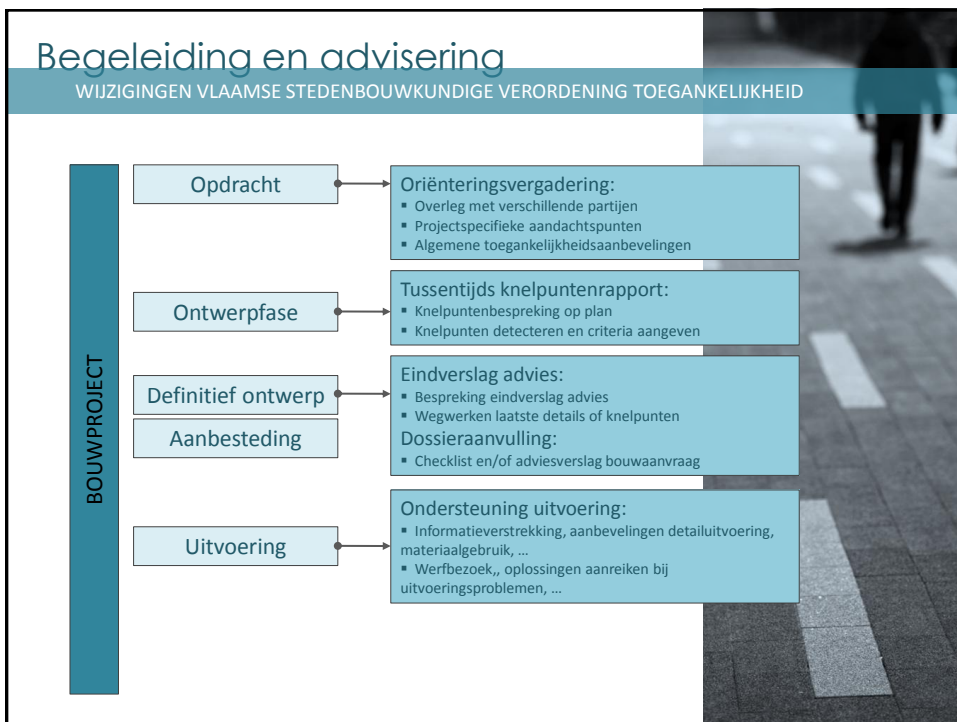 Begeleiding en advisering
WIJZIGINGEN VLAAMSE STEDENBOUWKUNDIGE VERORDENING TOEGANKELIJKHEID
BOUWPROJECT
Opdracht
Oriënteringsvergadering:
▪ Overleg met verschillende partijen
▪ Projectspecifieke aandachtspunten
▪ Algemene toegankelijkheidsaanbevelingen
Ontwerpfase
Tussentijds knelpuntenrapport:
▪ Knelpuntenbespreking op plan
▪ Knelpunten detecteren en criteria aangeven
Definitief ontwerp
Aanbesteding
Eindverslag advies:
▪ Bespreking eindverslag advies
▪ Wegwerken laatste details of knelpunten
Dossieraanvulling:
▪ Checklist en/of adviesverslag bouwaanvraag
Uitvoering
Ondersteuning uitvoering:
▪ Informatieverstrekking, aanbevelingen detailuitvoering,
materiaalgebruik, …
▪ Werfbezoek,, oplossingen aanreiken bij
uitvoeringsproblemen, …